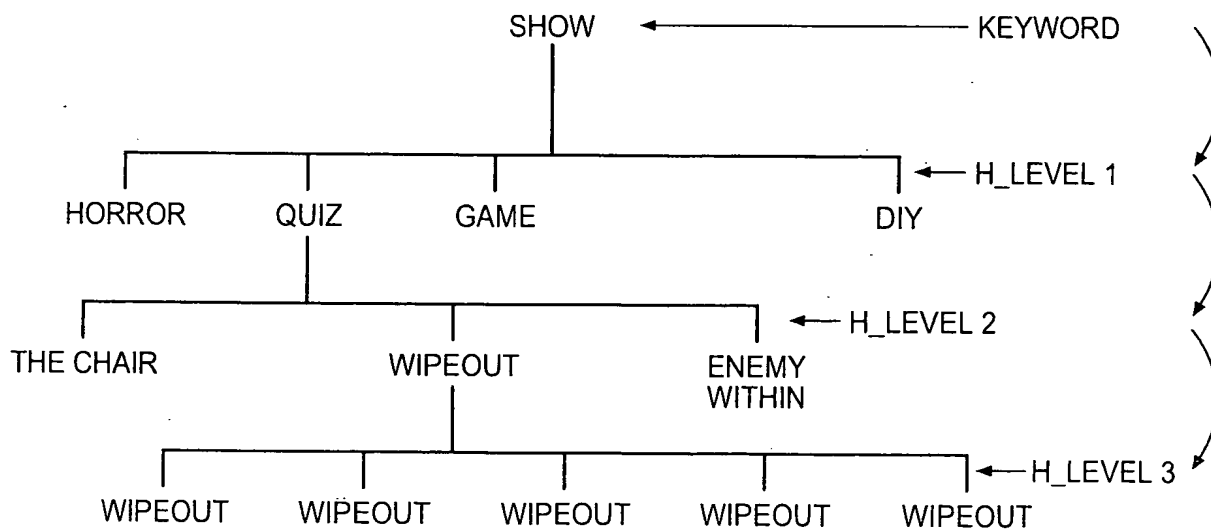 SHOW KEYWORD
H_LEVEL 1
HORROR QUIZ GAME DIY
H_LEVEL 2
THE CHAIR WIPEOUT ENEMY
WITHIN
H_LEVEL 3
WIPEOUT WIPEOUT WIPEOUT WIPEOUT WIPEOUT